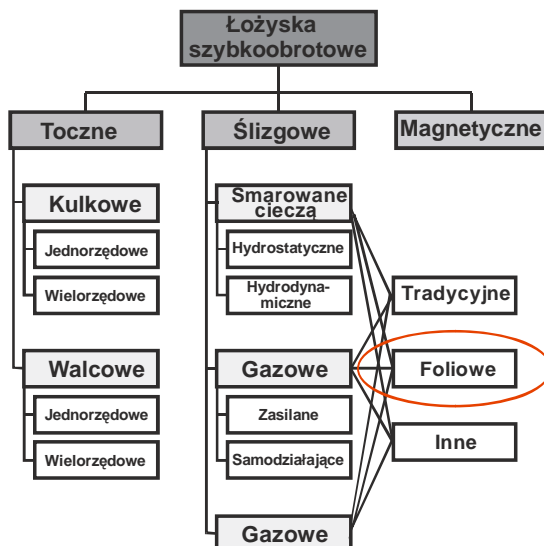 Łożyska
szybkoobrotowe
Toczne
Ślizgowe
Magnetyczne
Kulkowe
Jednorzędowe
Wielorzędowe
Walcowe
Jednorzędowe
Wielorzędowe
Smarowane
cieczą
Hydrostatyczne
Hydrodyna-
miczne
Gazowe
Zasilane
Samodziałające
Gazowe
Tradycyjne
Foliowe
Inne